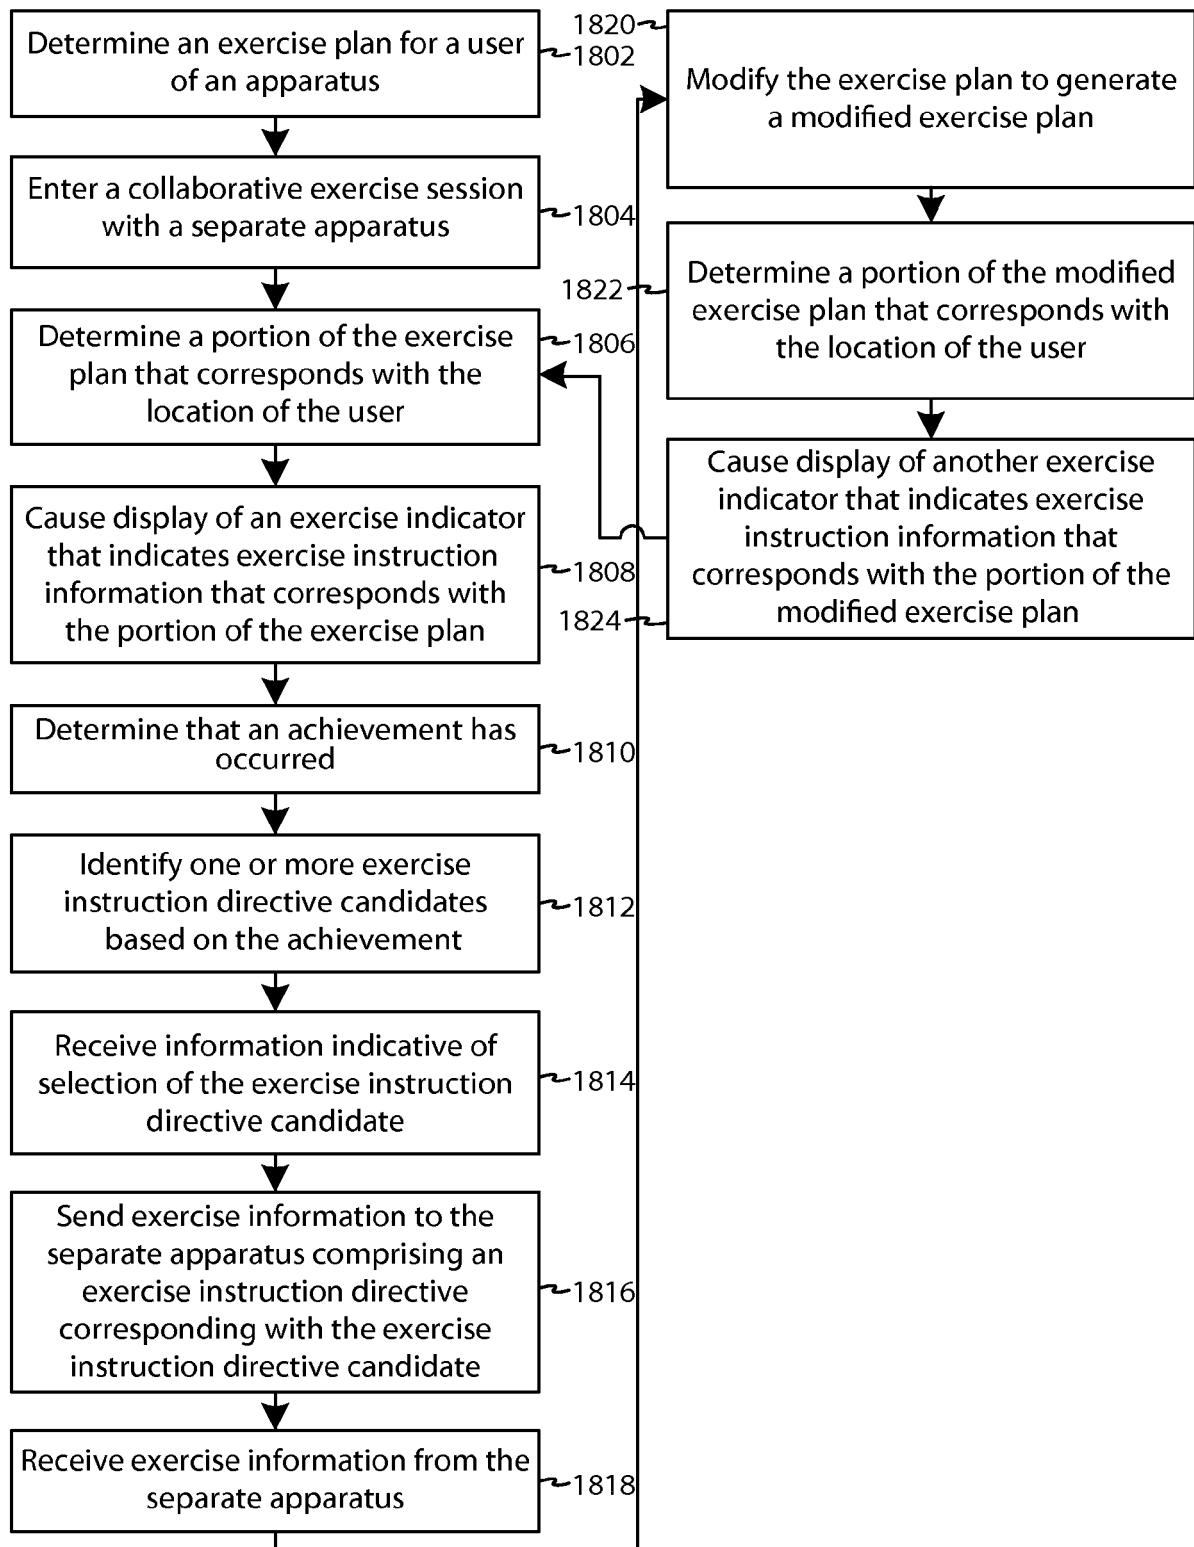 Determine an exercise plan for a user
of an apparatus
1802
Enter a collaborative exercise session
with a separate apparatus
1804
Determine a portion of the exercise
plan that corresponds with the
location of the user
1806
Cause display of an exercise indicator
that indicates exercise instruction
information that corresponds with
the portion of the exercise plan
1808
Determine that an achievement has
occurred
1810
Identify one or more exercise
instruction directive candidates
based on the achievement
1812
Receive information indicative of
selection of the exercise instruction
directive candidate
1814
Send exercise information to the
separate apparatus comprising an
exercise instruction directive
corresponding with the exercise
instruction directive candidate
1816
Receive exercise information from the
separate apparatus
1818
1820
Modify the exercise plan to generate
a modified exercise plan
1822
Determine a portion of the modified
exercise plan that corresponds with
the location of the user
Cause display of another exercise
indicator that indicates exercise
instruction information that
corresponds with the portion of the
modified exercise plan
1824